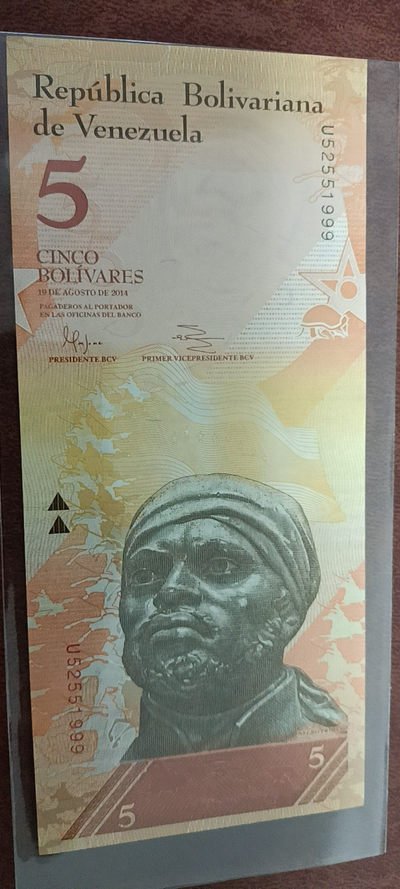 República Bolivariana
de Venezuela
U52551999
5
CINCO
BOLÍVARES
19 DE AGOSTO DE 2014
PAGADEROS AL PORTADOR
EN LAS OFICINAS DEL BANCO
PRESIDENTE BCV
PRIMER VICEPRESIDENTE BCV
U52551999
5
5